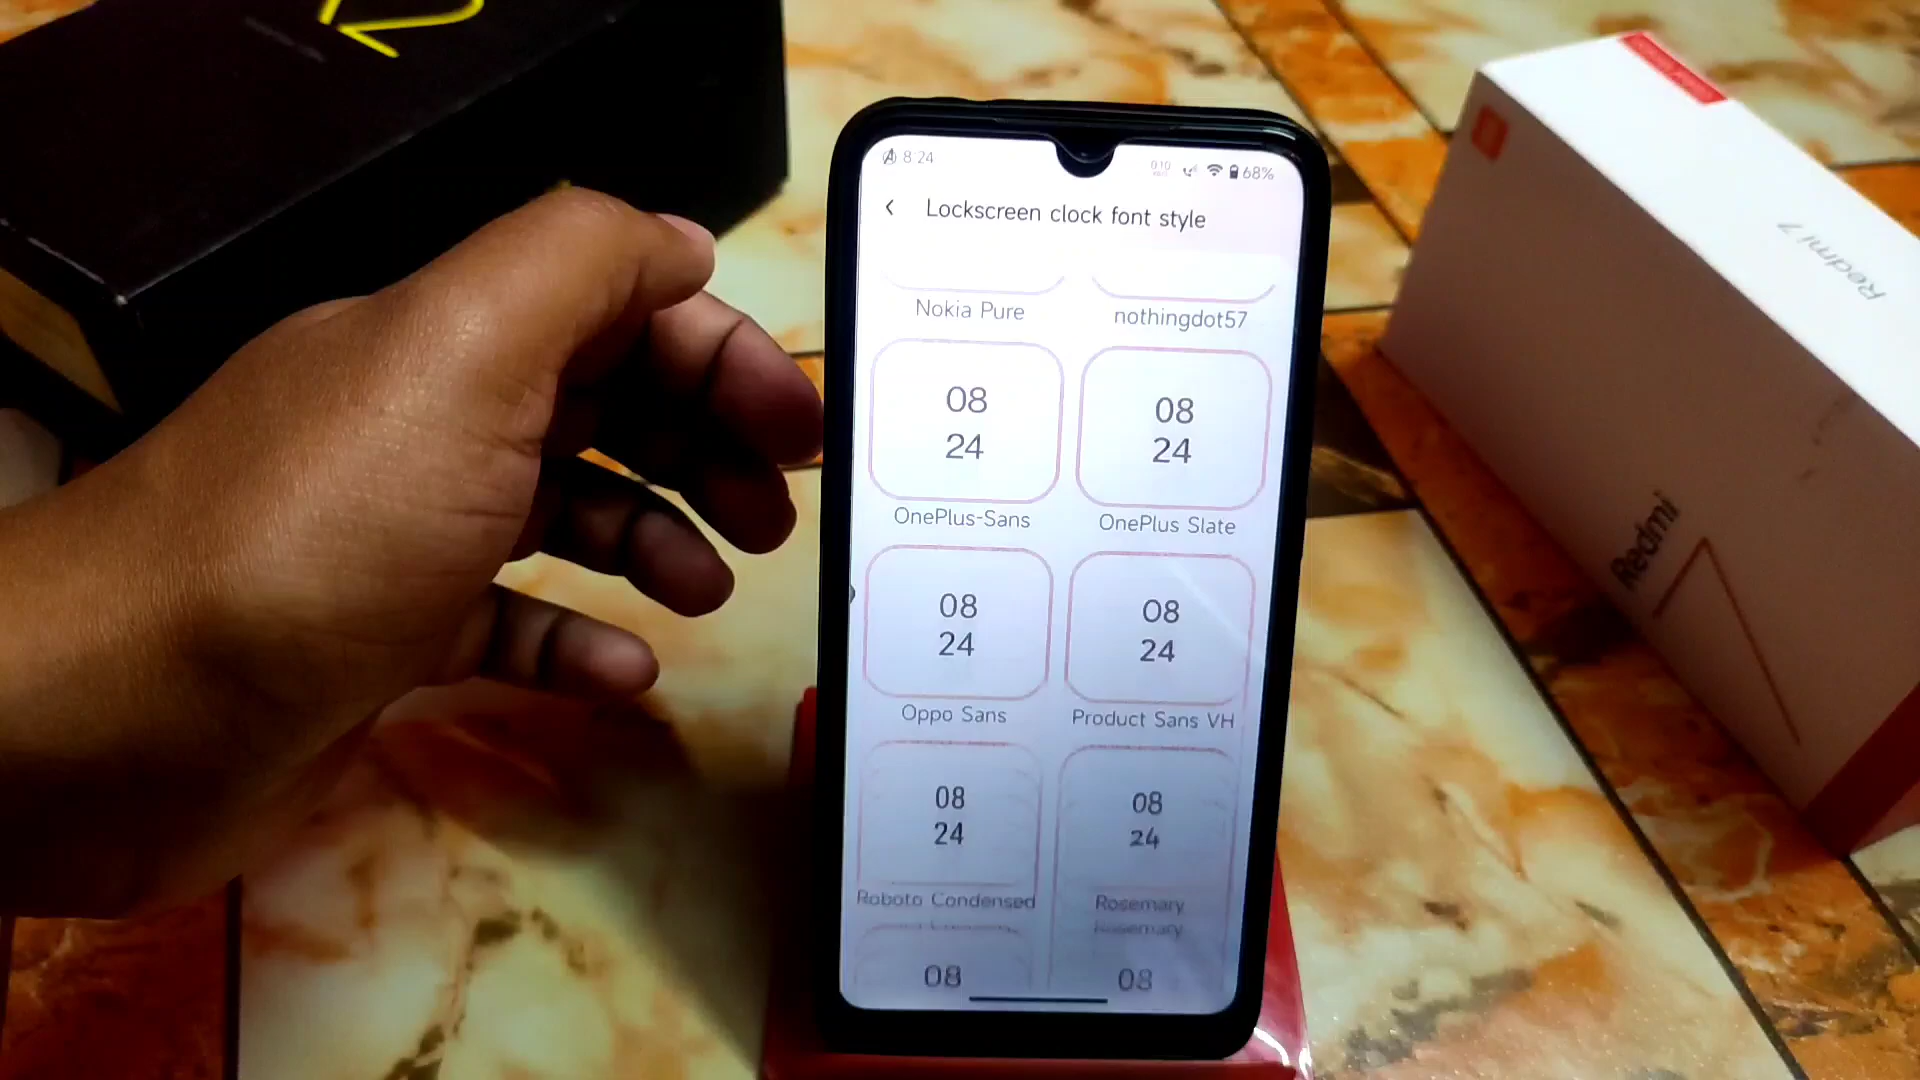 8:24
68%
Lockscreen clock font style
Nokia Pure
nothingdot57
08
24
08
24
OnePlus-Sans
OnePlus Slate
08
24
08
24
Oppo Sans
Product Sans VH
08
24
08
24
Roboto Condensed
Rosemary
Rosemary
08
08
Redmi 7
Redmi
7